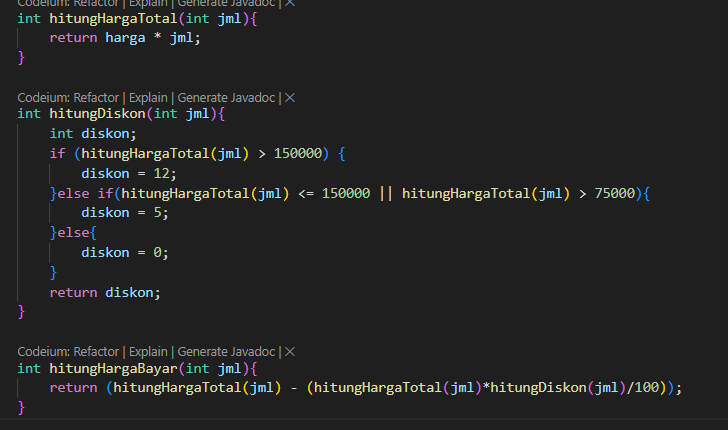 Codeium: Refactor | Explain | Generate Javadoc | ×
int hitungHargaTotal(int jml){
return harga * jml;
}
Codeium: Refactor | Explain | Generate Javadoc | ×
int hitungDiskon(int jml){
int diskon;
if (hitungHargaTotal(jml) > 150000) {
diskon = 12;
}else if(hitungHargaTotal(jml) <= 150000 || hitungHargaTotal(jml) > 75000){
diskon = 5;
}else{
diskon = 0;
}
return diskon;
}
Codeium: Refactor | Explain | Generate Javadoc | ×
int hitungHargaBayar(int jml){
return (hitungHargaTotal(jml) - (hitungHargaTotal(jml)*hitungDiskon(jml)/100));
}